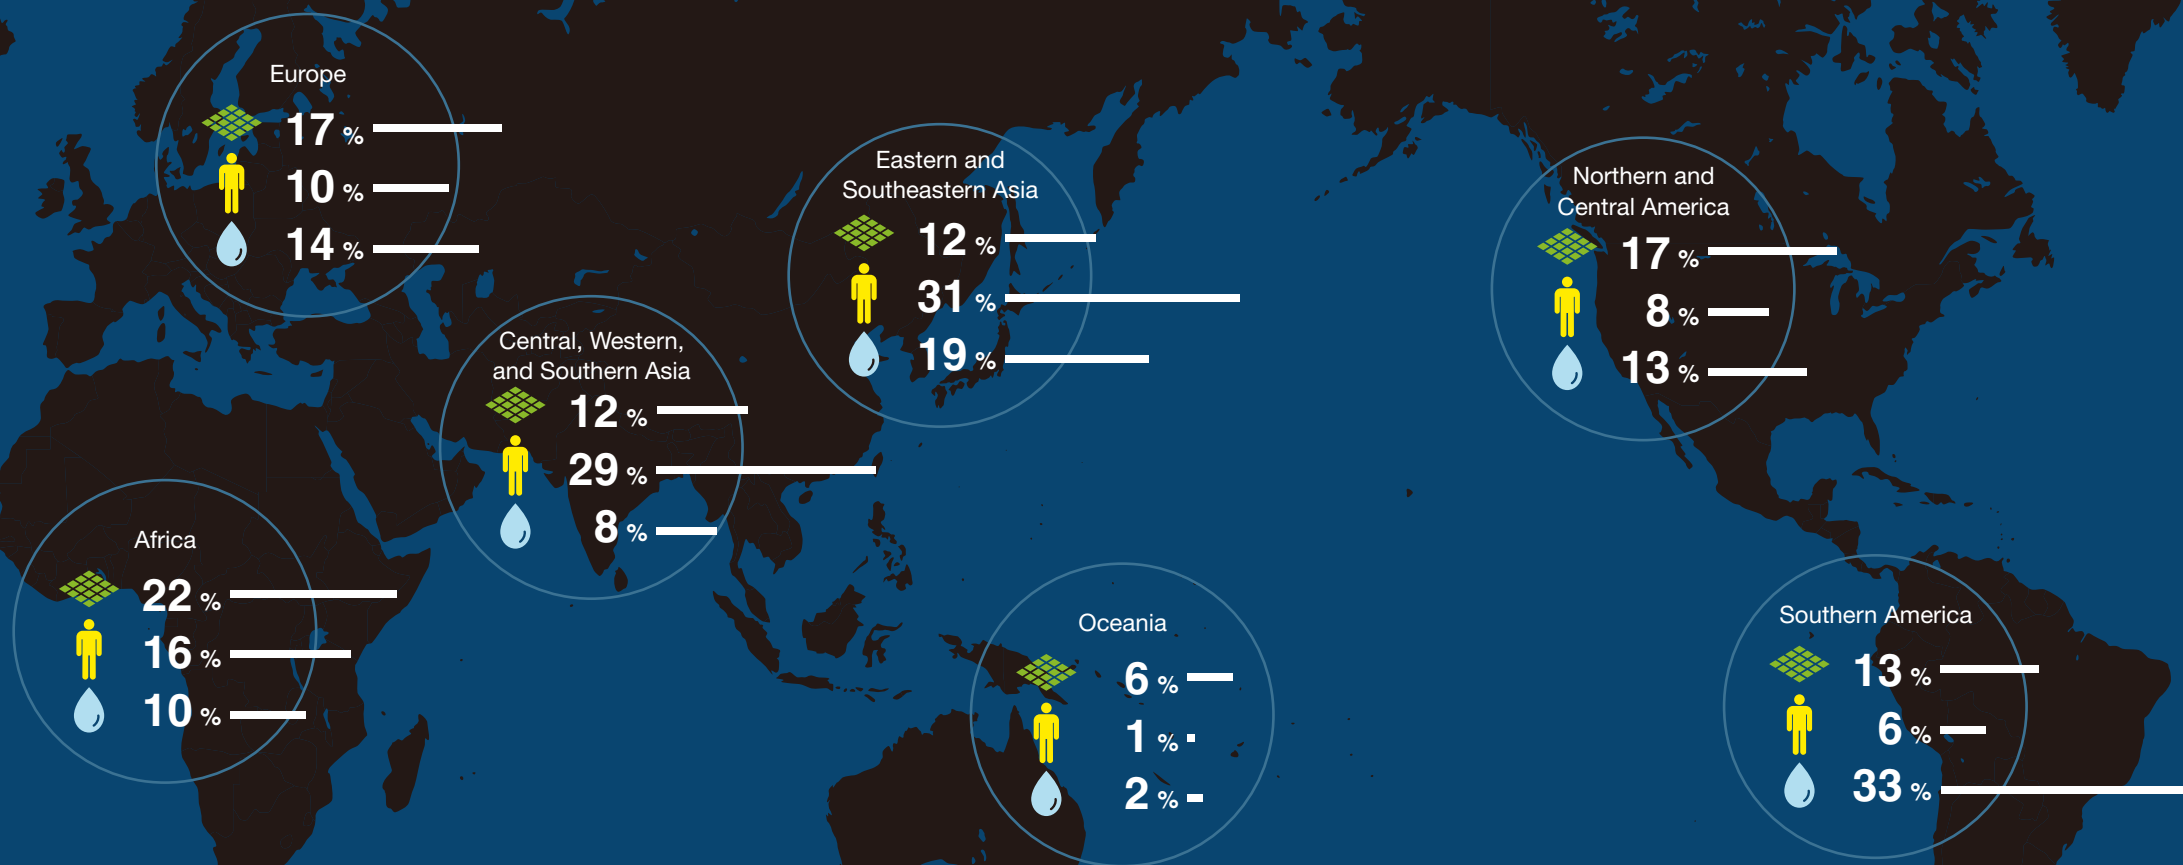 Europe
17 %
10 %
14 %
Eastern and
Southeastern Asia
12 %
31 %
19 %
Northern and
Central America
17 %
8 %
13 %
Central, Western,
and Southern Asia
12 %
29 %
8 %
Africa
22 %
16 %
10 %
Oceania
6 %
1 %
2 %
Southern America
13 %
6 %
33 %